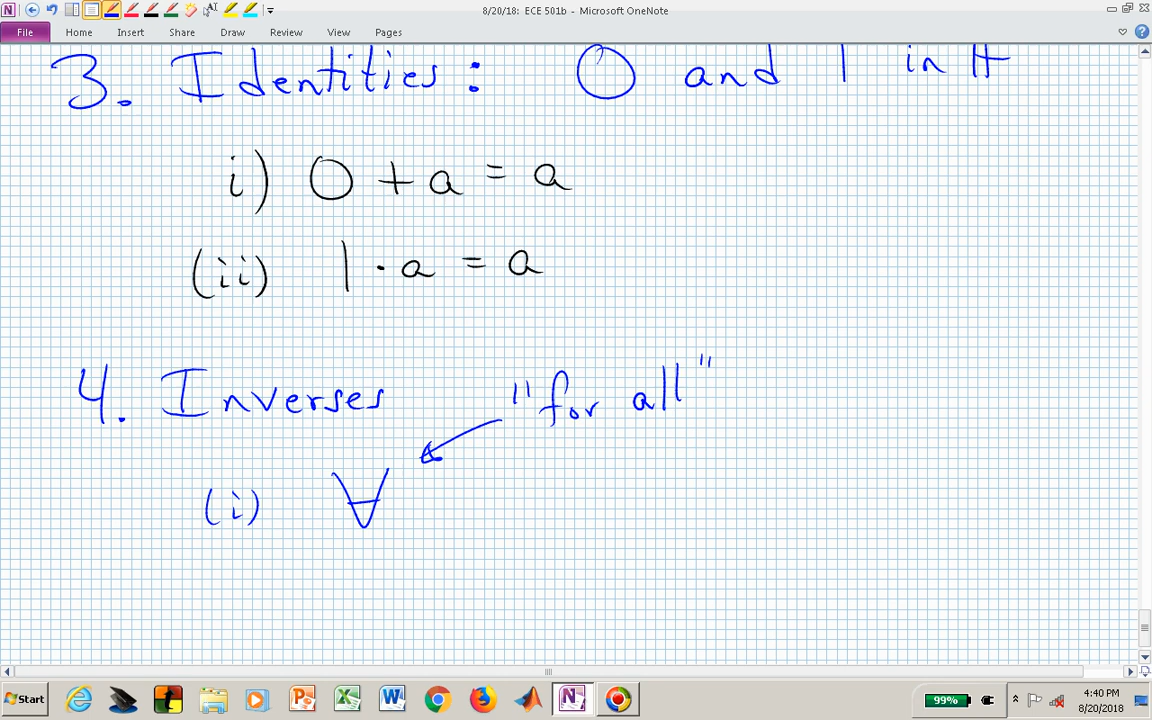 8/20/18: ECE 501b - Microsoft OneNote
File Home Insert Share Draw Review View Pages
3. Identities: 0 and 1 in
i) 0 + a = a
(ii) 1 · a = a
4. Inverses "for all"
(i) ∀
Start
99%
4:40 PM
8/20/2018